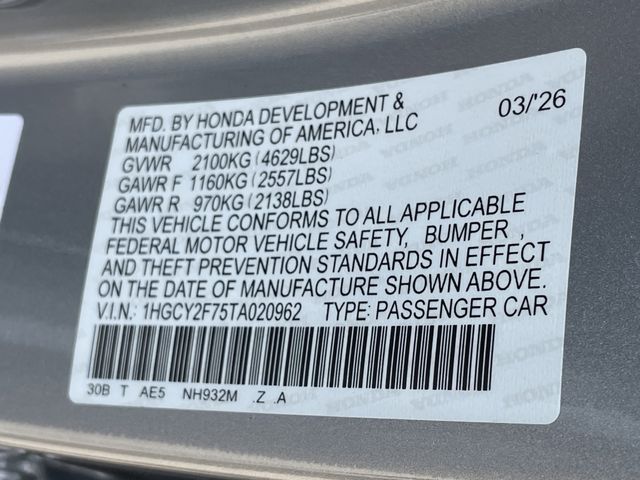 MFD. BY HONDA DEVELOPMENT & 03/'26
MANUFACTURING OF AMERICA, LLC
GVWR 2100KG (4629LBS)
GAWR F 1160KG (2557LBS)
GAWR R 970KG (2138LBS)
THIS VEHICLE CONFORMS TO ALL APPLICABLE
FEDERAL MOTOR VEHICLE SAFETY, BUMPER ,
AND THEFT PREVENTION STANDARDS IN EFFECT
ON THE DATE OF MANUFACTURE SHOWN ABOVE.
V.I.N.: 1HGCY2F75TA020962 TYPE: PASSENGER CAR
30B T AE5 NH932M .Z .A